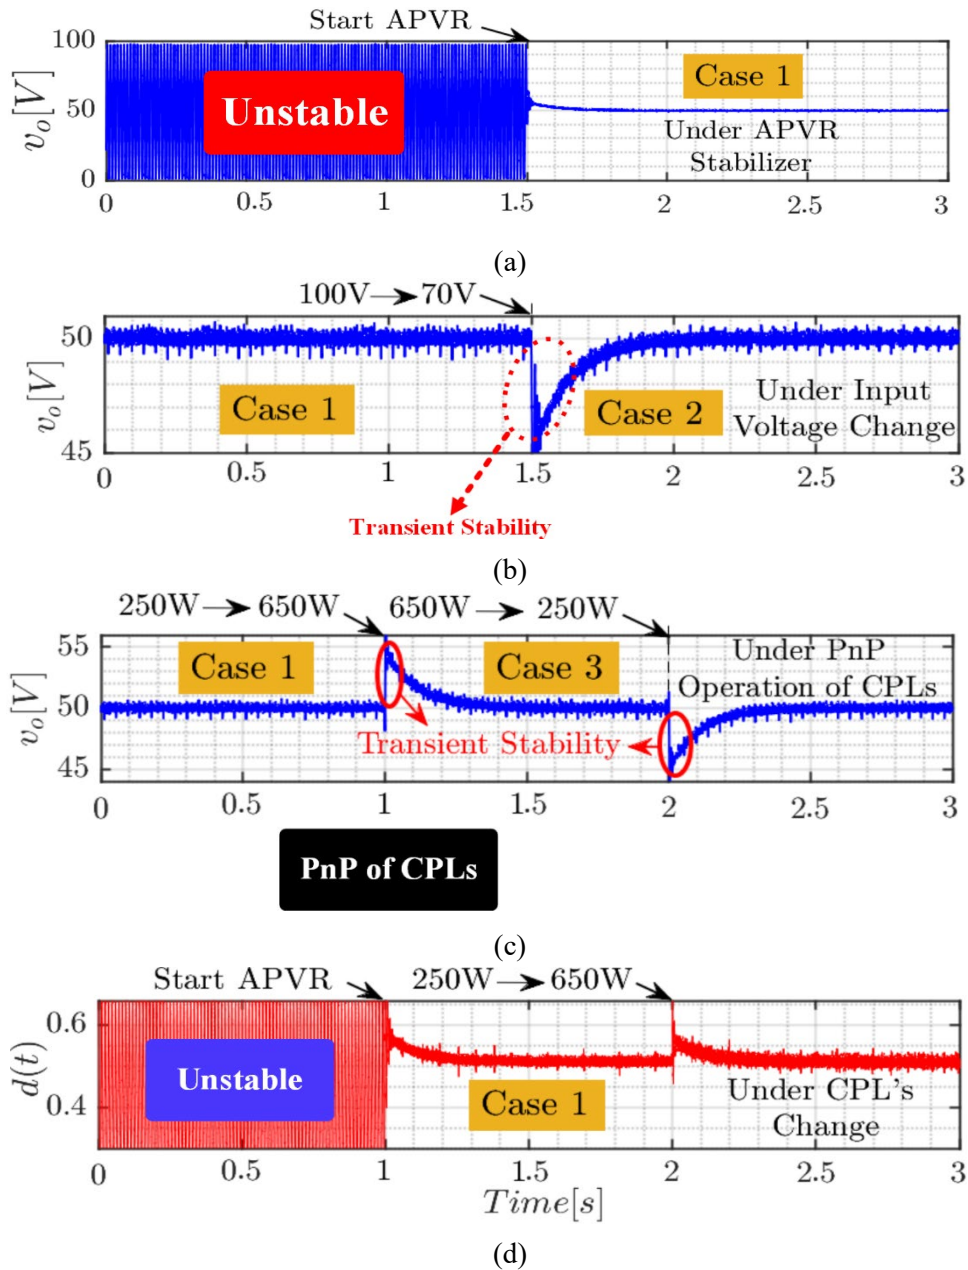 Start APVR
100
50
0
v_o[V]
Unstable
Case 1
Under APVR
Stabilizer
0 0.5 1 1.5 2 2.5 3
(a)
100V→70V
50
45
v_o[V]
Case 1
Case 2
Under Input
Voltage Change
0 0.5 1 1.5 2 2.5 3
Transient Stability
(b)
250W→650W 650W→250W
55
50
45
v_o[V]
Case 1
Case 3
Under PnP
Operation of CPLs
Transient Stability
0 0.5 1 1.5 2 2.5 3
PnP of CPLs
(c)
Start APVR 250W→650W
0.6
0.4
d(t)
Unstable
Case 1
Under CPL's
Change
0 0.5 1 1.5 2 2.5 3
Time[s]
(d)